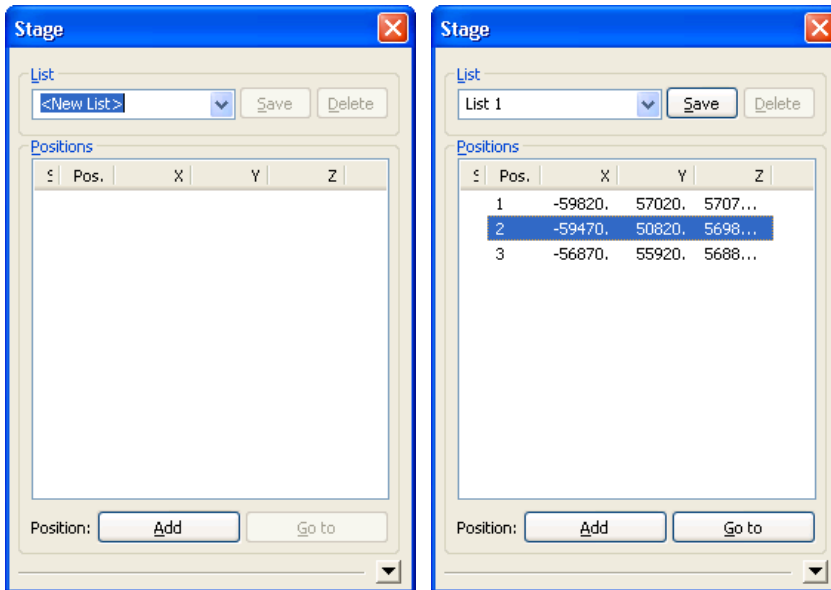 Stage
List
<New List>
Save
Delete
Positions
S Pos. X Y Z
Position:
Add
Go to
Stage
List
List 1
Save
Delete
Positions
S Pos. X Y Z
1 -59820. 57020. 5707...
2 -59470. 50820. 5698...
3 -56870. 55920. 5688...
Position:
Add
Go to